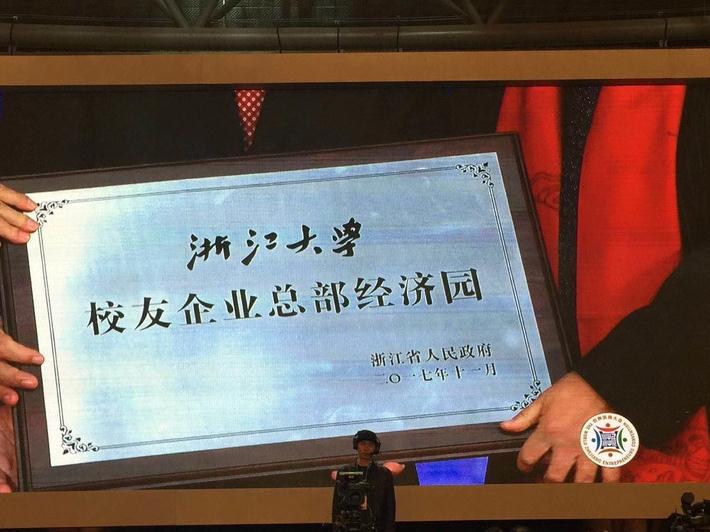 浙江大学
校友企业总部经济园
浙江省人民政府
二〇一七年十一月